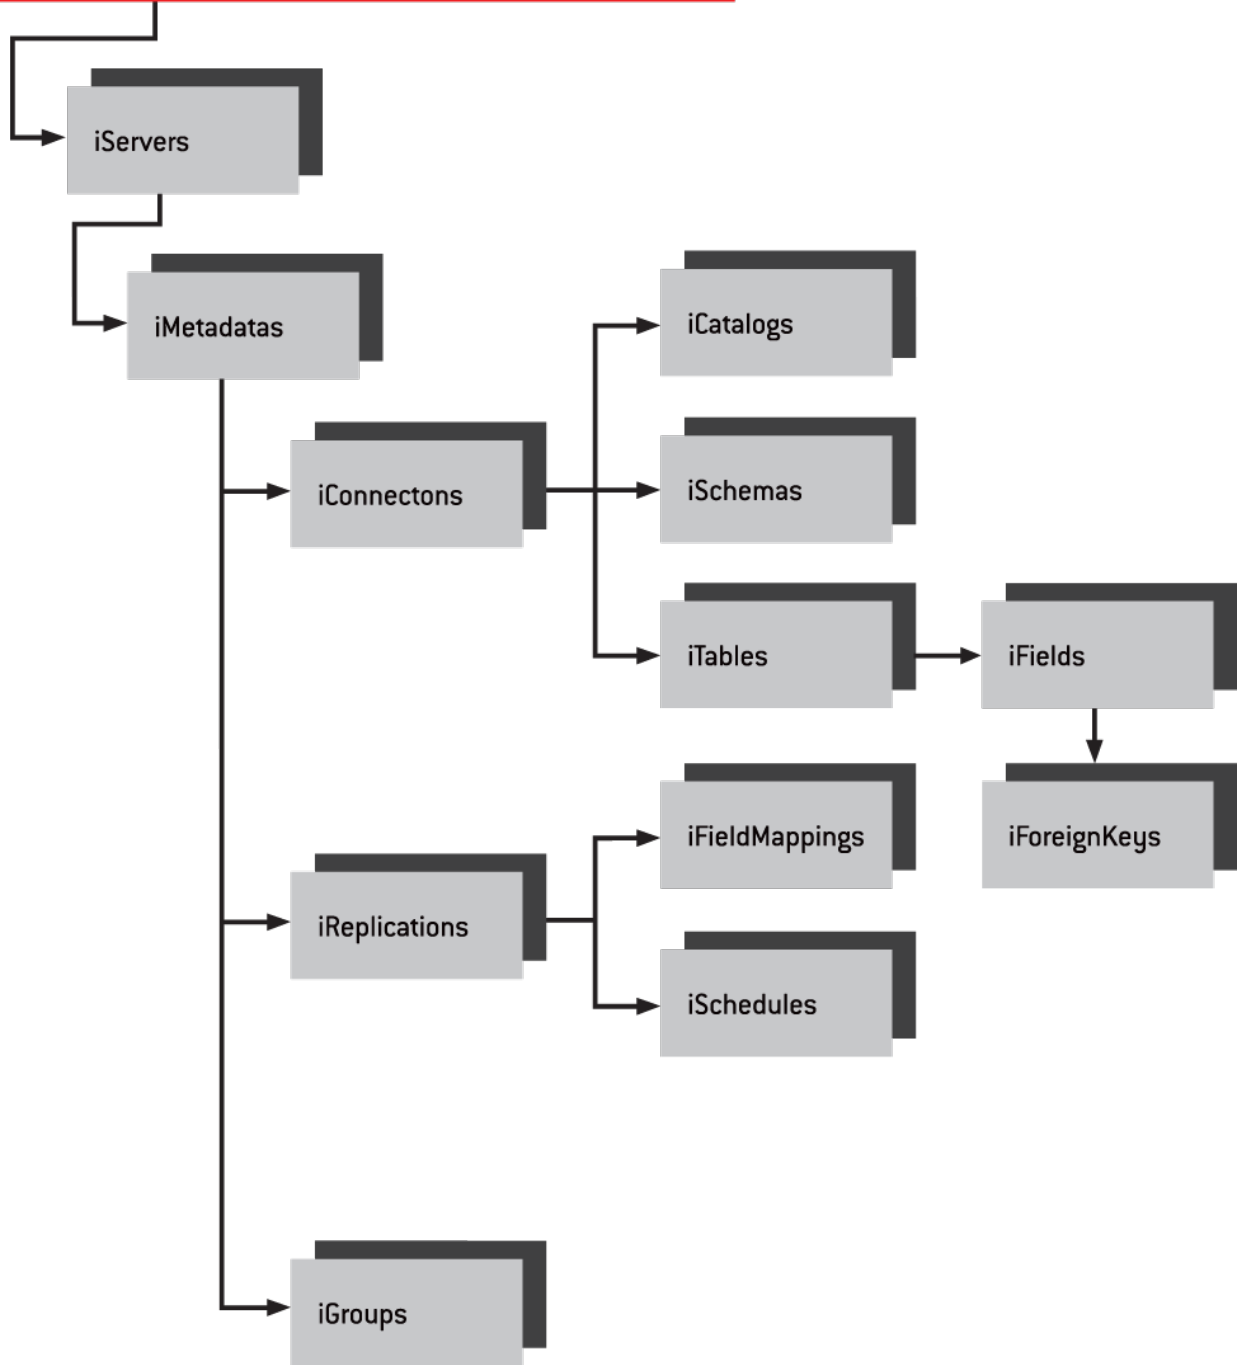 iServers
iMetadatas
iCatalogs
iConnectons
iSchemas
iTables
iFields
iFieldMappings
iForeignKeys
iReplications
iSchedules
iGroups